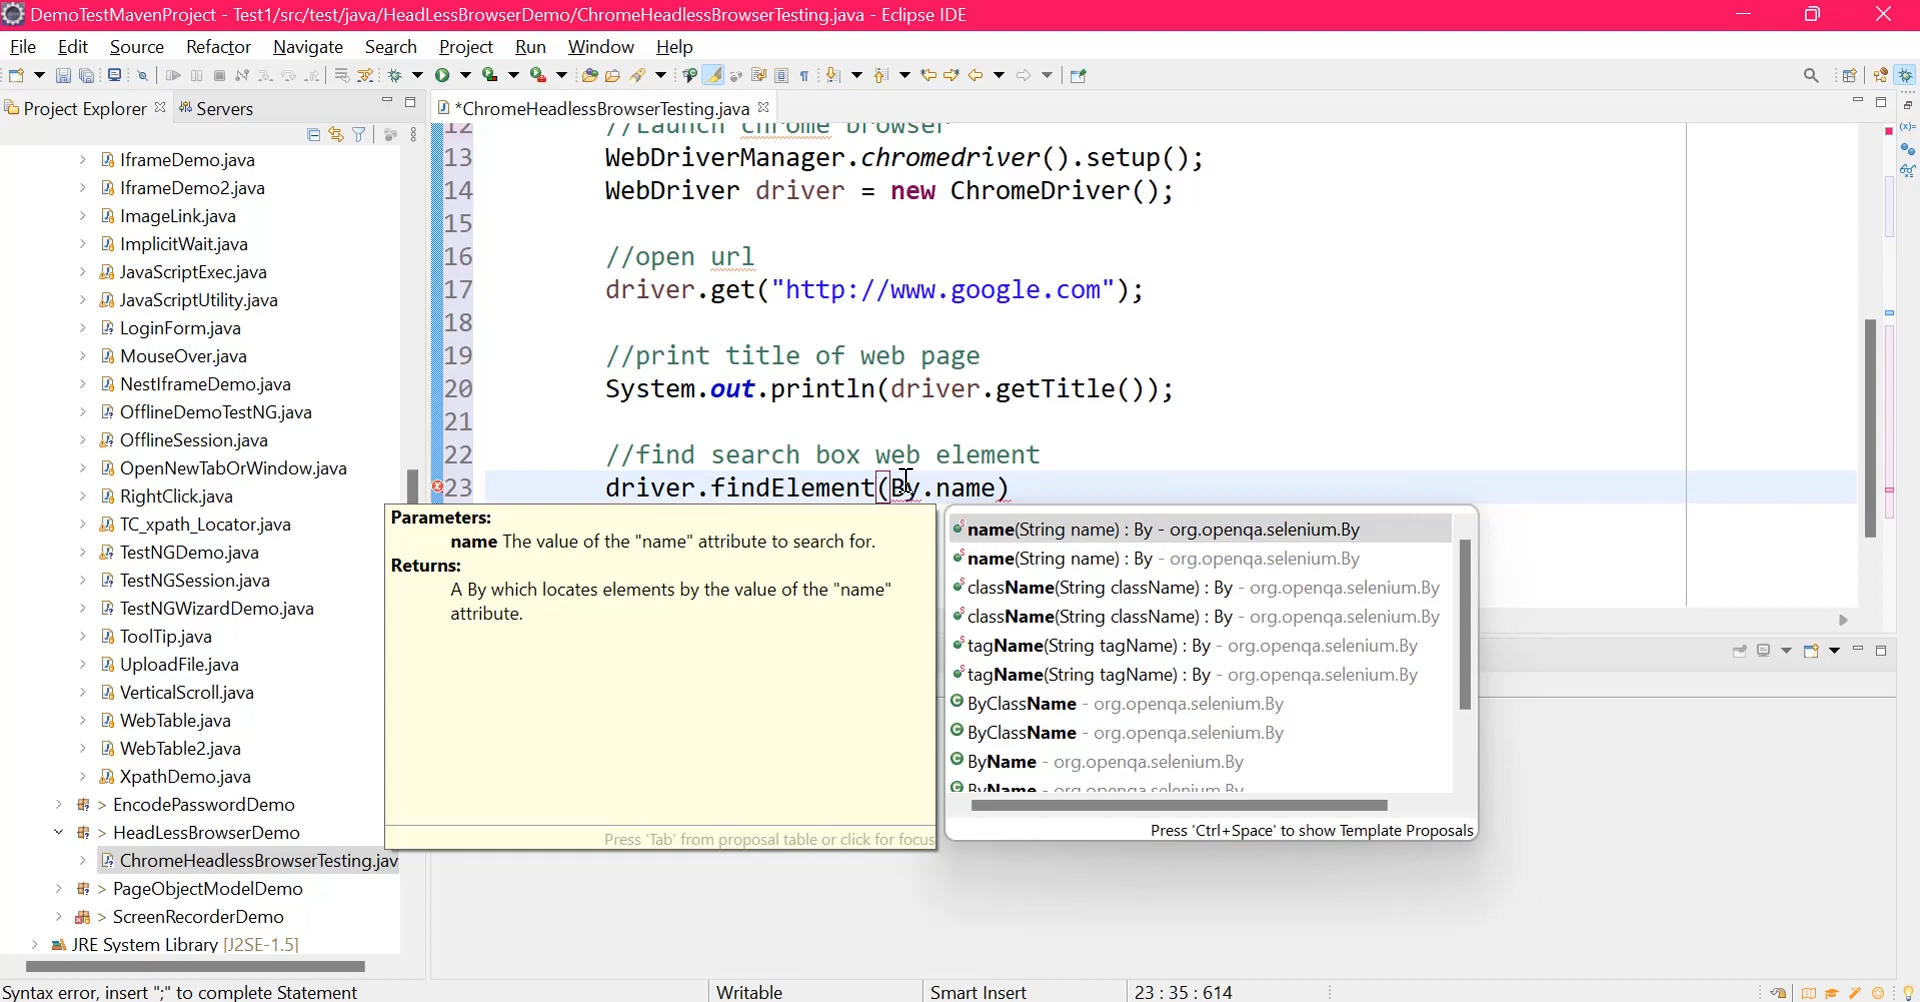 DemoTestMavenProject - Test1/src/test/java/HeadLessBrowserDemo/ChromeHeadlessBrowserTesting.java - Eclipse IDE
File Edit Source Refactor Navigate Search Project Run Window Help
Project Explorer Servers
*ChromeHeadlessBrowserTesting.java
IframeDemo.java
IframeDemo2.java
ImageLink.java
ImplicitWait.java
JavaScriptExec.java
JavaScriptUtility.java
LoginForm.java
MouseOver.java
NestIframeDemo.java
OfflineDemoTestNG.java
OfflineSession.java
OpenNewTabOrWindow.java
RightClick.java
TC_xpath_Locator.java
TestNGDemo.java
TestNGSession.java
TestNGWizardDemo.java
ToolTip.java
UploadFile.java
VerticalScroll.java
WebTable.java
WebTable2.java
XpathDemo.java
> EncodePasswordDemo
> HeadLessBrowserDemo
ChromeHeadlessBrowserTesting.jav
> PageObjectModelDemo
> ScreenRecorderDemo
JRE System Library [J2SE-1.5]
12 //Launch chrome browser
13 WebDriverManager.chromedriver().setup();
14 WebDriver driver = new ChromeDriver();
15
16 //open url
17 driver.get("http://www.google.com");
18
19 //print title of web page
20 System.out.println(driver.getTitle());
21
22 //find search box web element
23 driver.findElement(By.name)
Parameters:
name The value of the "name" attribute to search for.
Returns:
A By which locates elements by the value of the "name"
attribute.
Press 'Tab' from proposal table or click for focus
name(String name) : By - org.openqa.selenium.By
name(String name) : By - org.openqa.selenium.By
className(String className) : By - org.openqa.selenium.By
className(String className) : By - org.openqa.selenium.By
tagName(String tagName) : By - org.openqa.selenium.By
tagName(String tagName) : By - org.openqa.selenium.By
ByClassName - org.openqa.selenium.By
ByClassName - org.openqa.selenium.By
ByName - org.openqa.selenium.By
ByName - org.openqa.selenium.By
Press 'Ctrl+Space' to show Template Proposals
Syntax error, insert ";" to complete Statement
Writable
Smart Insert
23 : 35 : 614